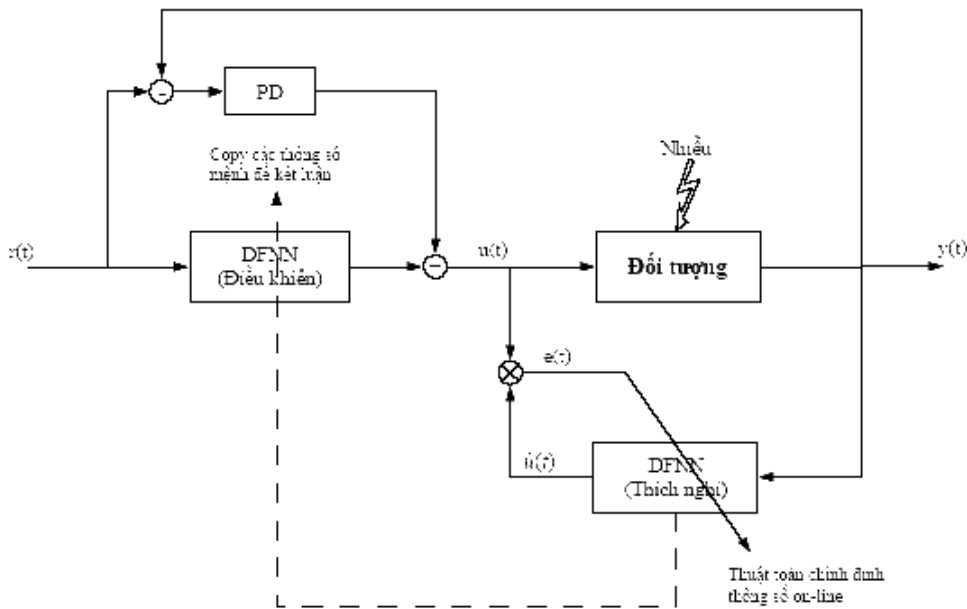 PD
Copy các thông số
mệnh đề kết luận
Nhiễu
r(t)
DFNN
(Điều khiển)
u(t)
Đối tượng
y(t)
e(t)
û(t)
DFNN
(Thích nghi)
Thuật toán chỉnh định
thông số on-line